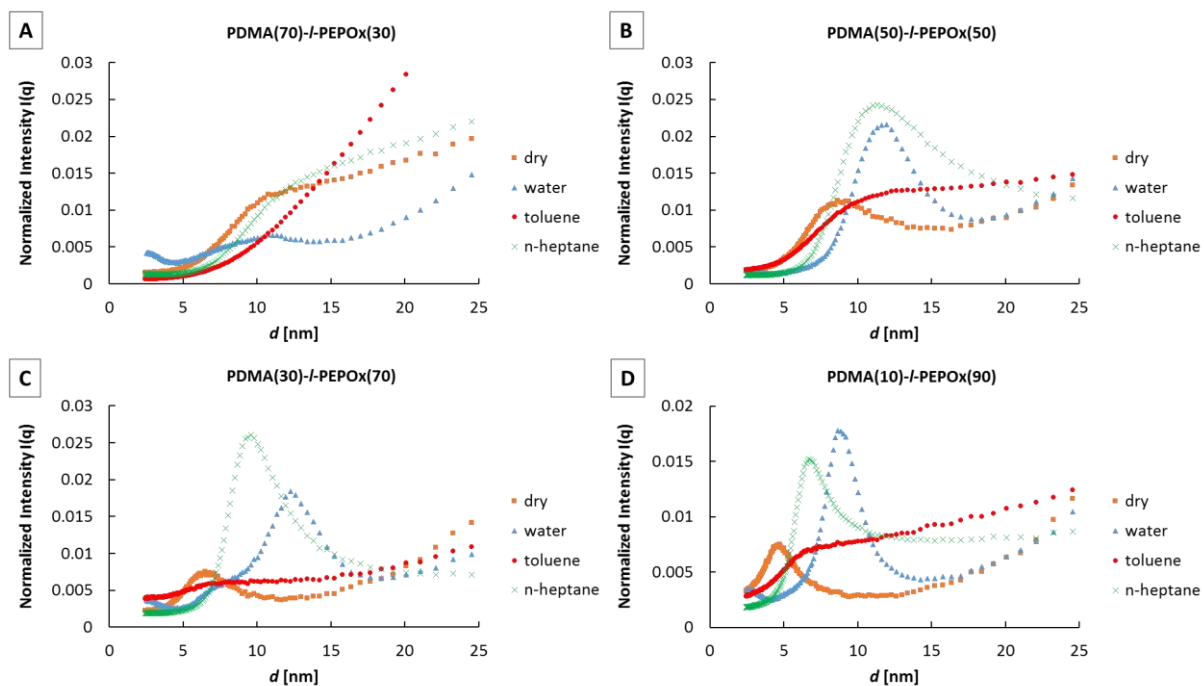 A
PDMA(70)-l-PEPOx(30)
Normalized Intensity I(q)
0.03
0.025
0.02
0.015
0.01
0.005
0
0 5 10 15 20 25
d [nm]
dry
water
toluene
n-heptane
B
PDMA(50)-l-PEPOx(50)
Normalized Intensity I(q)
0.03
0.025
0.02
0.015
0.01
0.005
0
0 5 10 15 20 25
d [nm]
dry
water
toluene
n-heptane
C
PDMA(30)-l-PEPOx(70)
Normalized Intensity I(q)
0.03
0.025
0.02
0.015
0.01
0.005
0
0 5 10 15 20 25
d [nm]
dry
water
toluene
n-heptane
D
PDMA(10)-l-PEPOx(90)
Normalized Intensity I(q)
0.02
0.015
0.01
0.005
0
0 5 10 15 20 25
d [nm]
dry
water
toluene
n-heptane